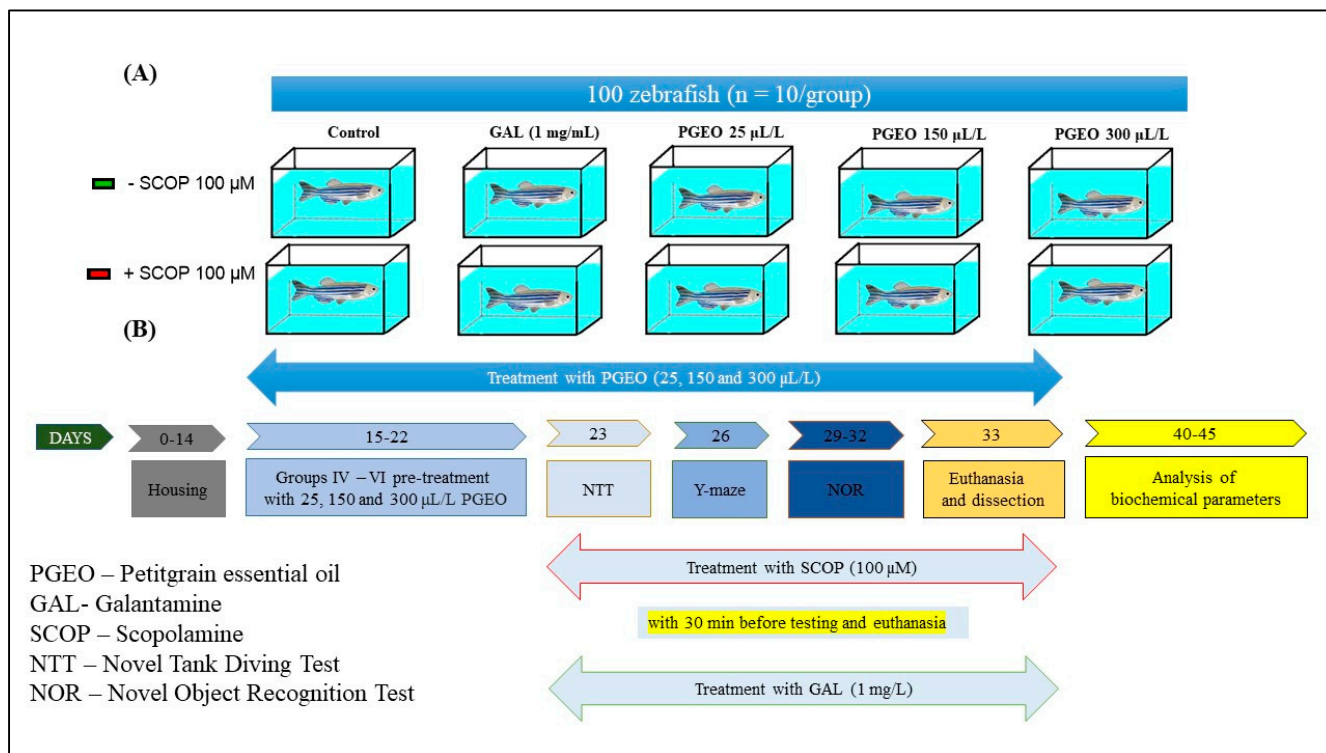 (A)
100 zebrafish (n = 10/group)
Control
GAL (1 mg/mL)
PGEO 25 µL/L
PGEO 150 µL/L
PGEO 300 µL/L
- SCOP 100 µM
+ SCOP 100 µM
(B)
Treatment with PGEO (25, 150 and 300 µL/L)
DAYS
0-14
15-22
23
26
29-32
33
40-45
Housing
Groups IV – VI pre-treatment
with 25, 150 and 300 µL/L PGEO
NTT
Y-maze
NOR
Euthanasia
and dissection
Analysis of
biochemical parameters
Treatment with SCOP (100 µM)
with 30 min before testing and euthanasia
Treatment with GAL (1 mg/L)
PGEO – Petitgrain essential oil
GAL- Galantamine
SCOP – Scopolamine
NTT – Novel Tank Diving Test
NOR – Novel Object Recognition Test